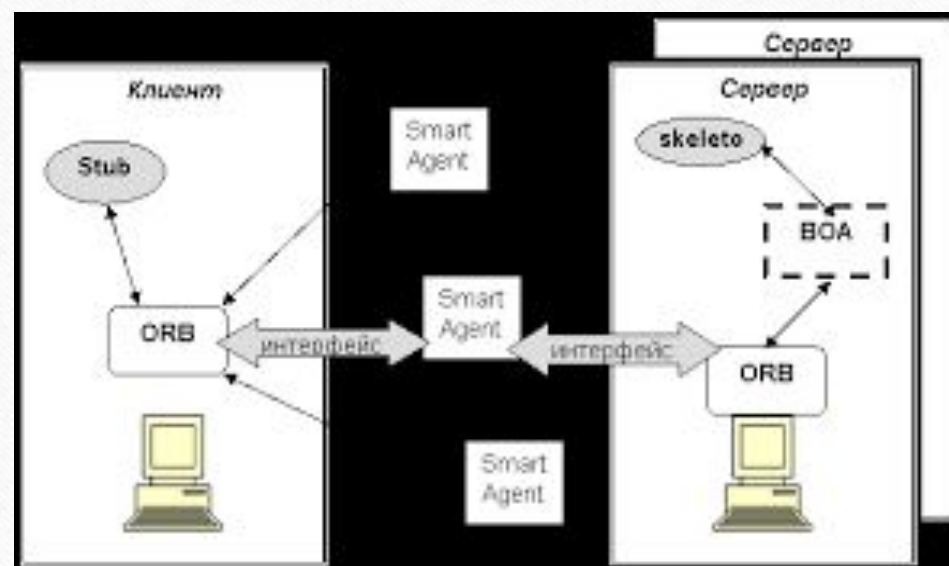 Сервер
Клиент
Сервер
Smart
Agent
skeleto
Stub
BOA
Smart
Agent
ORB
интерфейс
интерфейс
ORB
Smart
Agent